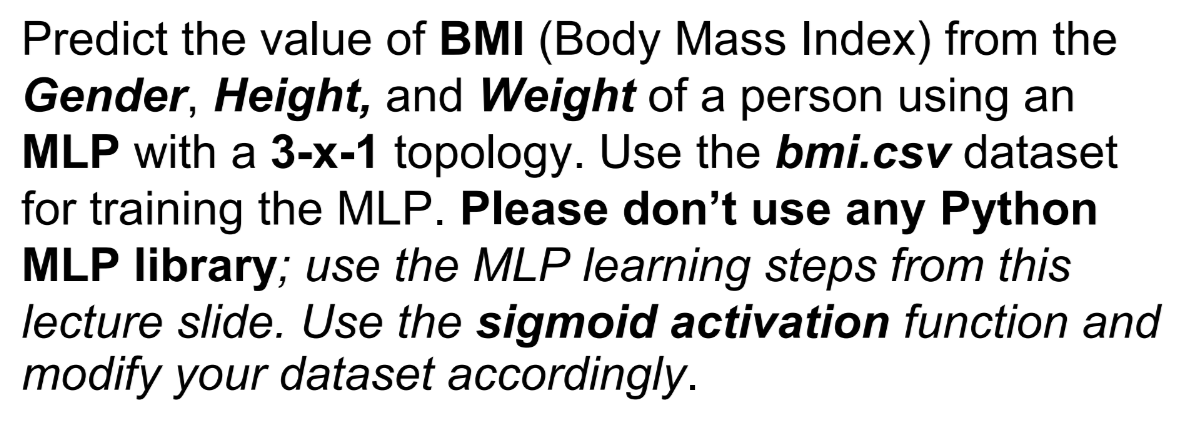 Predict the value of BMI (Body Mass Index) from the
Gender, Height, and Weight of a person using an
MLP with a 3-x-1 topology. Use the bmi.csv dataset
for training the MLP. Please don’t use any Python
MLP library; use the MLP learning steps from this
lecture slide. Use the sigmoid activation function and
modify your dataset accordingly.